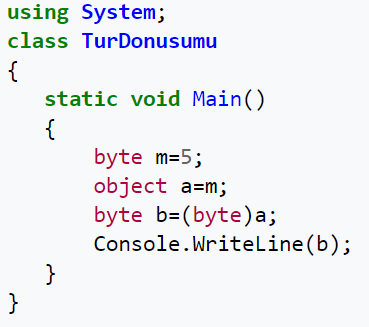 using System;
class TurDonusumu
{
   static void Main()
   {
      byte m=5;
      object a=m;
      byte b=(byte)a;
      Console.WriteLine(b);
   }
}